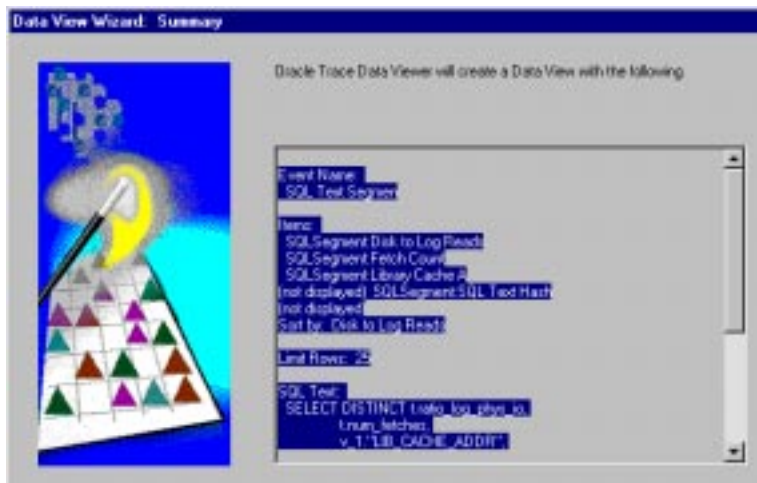 Data View Wizard: Summary
Oracle Trace Data Viewer will create a Data View with the following
Event Name:
SQL Text Segmen
Items:
SQLSegment.Disk to Log Reads
SQLSegment.Fetch Count
SQLSegment.Library Cache A
(not displayed) SQLSegment.SQL Text Hash
(not displayed
Sort by: Disk to Log Reads
Limit Rows: 25
SQL Text:
SELECT DISTINCT t.ratio_log_phys_io,
t.num_fetches,
v_1."LIB_CACHE_ADDR",